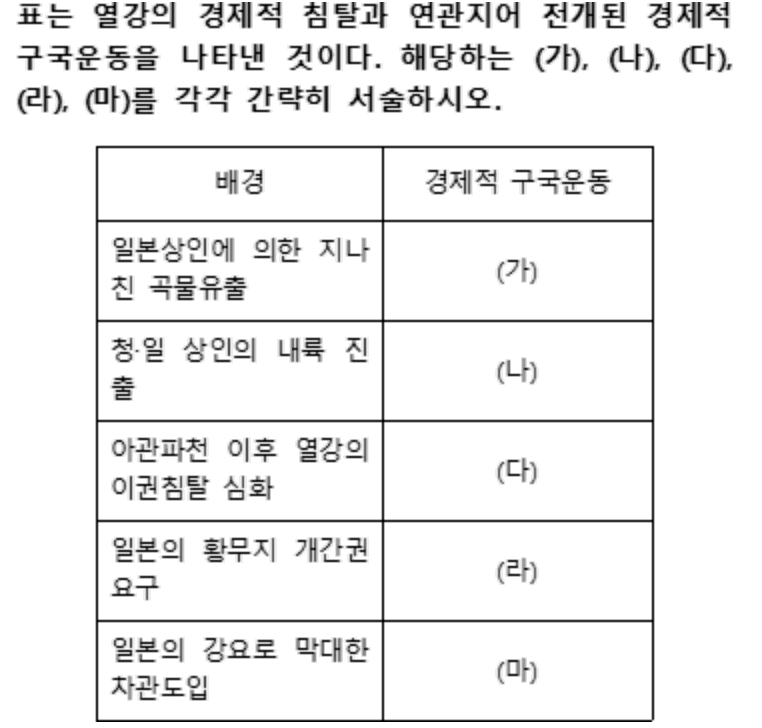 표는 열강의 경제적 침탈과 연관지어 전개된 경제적
구국운동을 나타낸 것이다. 해당하는 (가), (나), (다),
(라), (마)를 각각 간략히 서술하시오.
배경
경제적 구국운동
일본상인에 의한 지나
친 곡물유출
(가)
청·일 상인의 내륙 진
출
(나)
아관파천 이후 열강의
이권침탈 심화
(다)
일본의 황무지 개간권
요구
(라)
일본의 강요로 막대한
차관도입
(마)